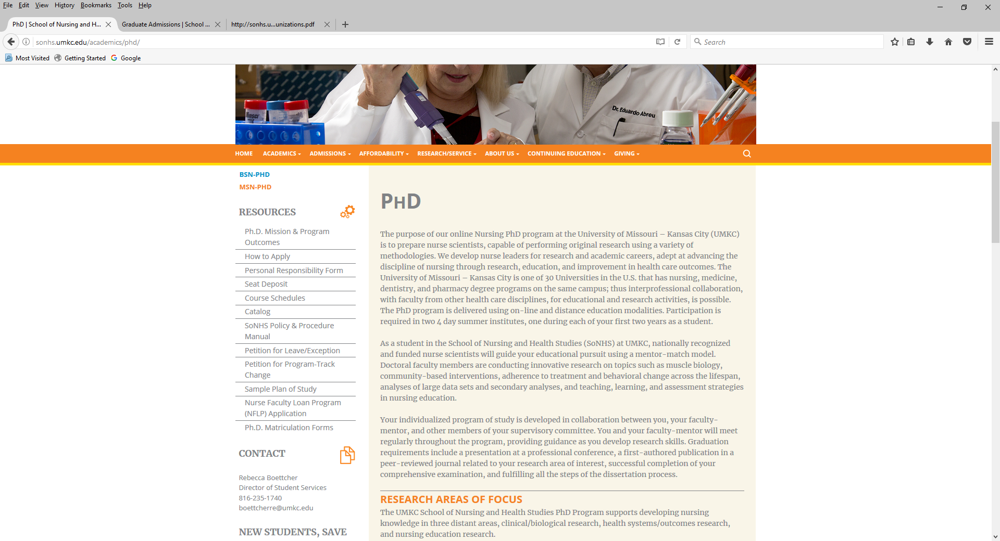 File Edit View History Bookmarks Tools Help
PhD | School of Nursing and H...
Graduate Admissions | School ...
http://sonhs.u...unizations.pdf
sonhs.umkc.edu/academics/phd/
Search
Most Visited Getting Started Google
Dr. Eduardo Abreu
HOME ACADEMICS ADMISSIONS AFFORDABILITY RESEARCH/SERVICE ABOUT US CONTINUING EDUCATION GIVING
BSN-PHD
MSN-PHD
RESOURCES
Ph.D. Mission & Program
Outcomes
How to Apply
Personal Responsibility Form
Seat Deposit
Course Schedules
Catalog
SoNHS Policy & Procedure
Manual
Petition for Leave/Exception
Petition for Program-Track
Change
Sample Plan of Study
Nurse Faculty Loan Program
(NFLP) Application
Ph.D. Matriculation Forms
CONTACT
Rebecca Boettcher
Director of Student Services
816-235-1740
boettcherre@umkc.edu
NEW STUDENTS, SAVE
PHD
The purpose of our online Nursing PhD program at the University of Missouri – Kansas City (UMKC)
is to prepare nurse scientists, capable of performing original research using a variety of
methodologies. We develop nurse leaders for research and academic careers, adept at advancing the
discipline of nursing through research, education, and improvement in health care outcomes. The
University of Missouri – Kansas City is one of 30 Universities in the U.S. that has nursing, medicine,
dentistry, and pharmacy degree programs on the same campus; thus interprofessional collaboration,
with faculty from other health care disciplines, for educational and research activities, is possible.
The PhD program is delivered using on-line and distance education modalities. Participation is
required in two 4 day summer institutes, one during each of your first two years as a student.
As a student in the School of Nursing and Health Studies (SoNHS) at UMKC, nationally recognized
and funded nurse scientists will guide your educational pursuit using a mentor-match model.
Doctoral faculty members are conducting innovative research on topics such as muscle biology,
community-based interventions, adherence to treatment and behavioral change across the lifespan,
analyses of large data sets and secondary analyses, and teaching, learning, and assessment strategies
in nursing education.
Your individualized program of study is developed in collaboration between you, your faculty-
mentor, and other members of your supervisory committee. You and your faculty-mentor will meet
regularly throughout the program, providing guidance as you develop research skills. Graduation
requirements include a presentation at a professional conference, a first-authored publication in a
peer-reviewed journal related to your research area of interest, successful completion of your
comprehensive examination, and fulfilling all the steps of the dissertation process.
RESEARCH AREAS OF FOCUS
The UMKC School of Nursing and Health Studies PhD Program supports developing nursing
knowledge in three distant areas, clinical/biological research, health systems/outcomes research,
and nursing education research.